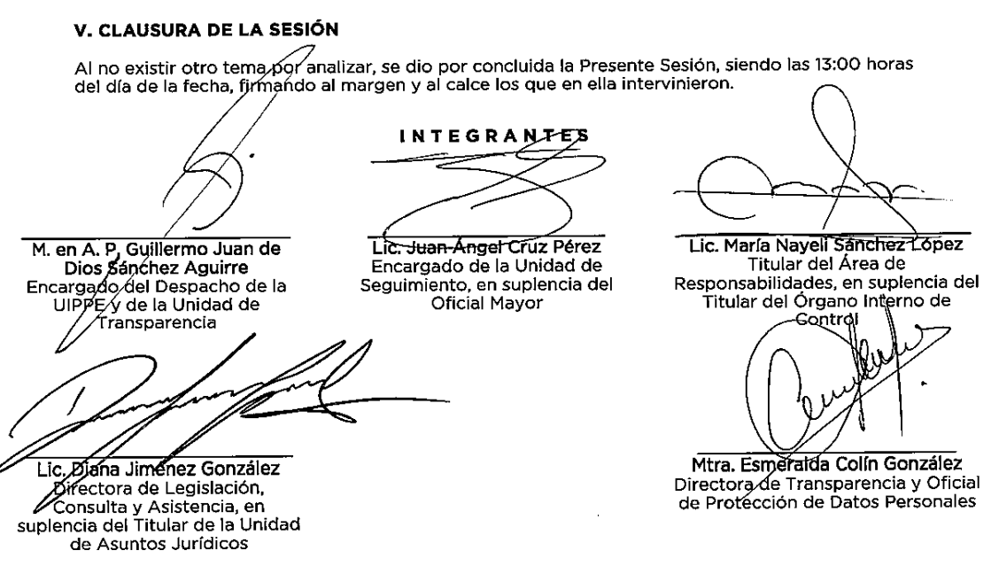 V. CLAUSURA DE LA SESIÓN
Al no existir otro tema por analizar, se dio por concluida la Presente Sesión, siendo las 13:00 horas
del día de la fecha, firmando al margen y al calce los que en ella intervinieron.
INTEGRANTES
M. en A. P. Guillermo Juan de
Dios Sánchez Aguirre
Encargado del Despacho de la
UIPPE y de la Unidad de
Transparencia
Lic. Juan Ángel Cruz Pérez
Encargado de la Unidad de
Seguimiento, en suplencia del
Oficial Mayor
Lic. María Nayeli Sánchez López
Titular del Área de
Responsabilidades, en suplencia del
Titular del Órgano Interno de
Control
Lic. Diana Jiménez González
Directora de Legislación,
Consulta y Asistencia, en
suplencia del Titular de la Unidad
de Asuntos Jurídicos
Mtra. Esmeralda Colín González
Directora de Transparencia y Oficial
de Protección de Datos Personales